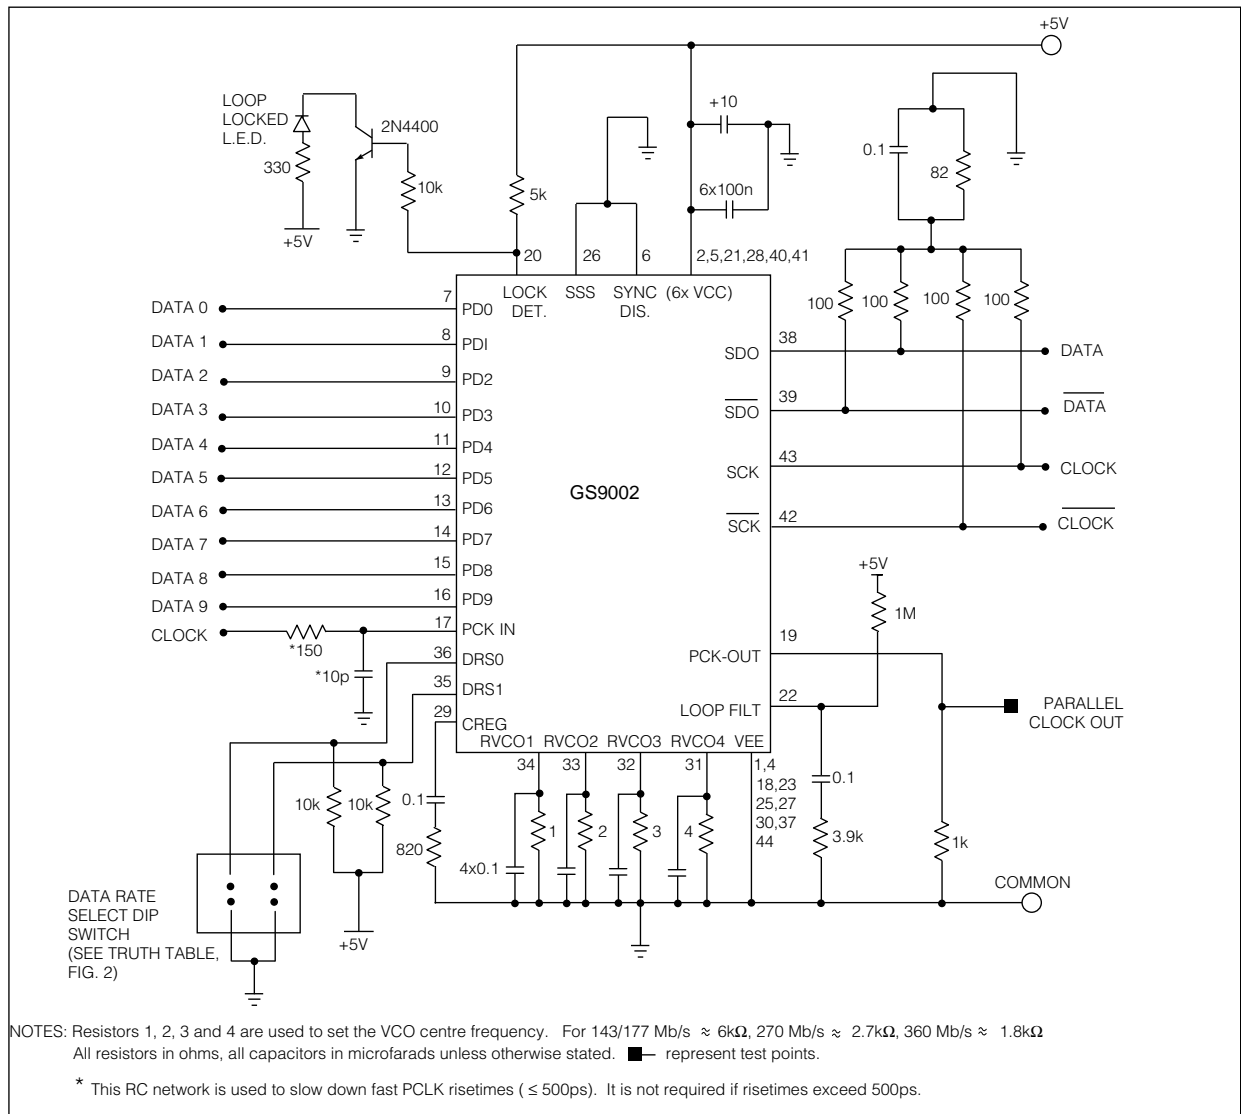 +5V
LOOP
LOCKED
L.E.D.
2N4400
330
10k
+5V
5k
+10
6x100n
0.1
82
20
26
6
2,5,21,28,40,41
LOCK
DET.
SSS
SYNC
DIS.
(6x VCC)
100
100
100
100
DATA 0
7
PD0
DATA 1
8
PDI
DATA 2
9
PD2
DATA 3
10
PD3
DATA 4
11
PD4
DATA 5
12
PD5
DATA 6
13
PD6
DATA 7
14
PD7
DATA 8
15
PD8
DATA 9
16
PD9
CLOCK
*150
17
PCK IN
*10p
36
DRS0
35
DRS1
29
CREG
GS9002
SDO
38
DATA
SDO
39
DATA
SCK
43
CLOCK
SCK
42
CLOCK
+5V
1M
PCK-OUT
19
LOOP FILT
22
PARALLEL
CLOCK OUT
RVCO1
RVCO2
RVCO3
RVCO4
VEE
34
33
32
31
1,4
18,23
25,27
30,37
44
10k
10k
0.1
820
4x0.1
1
2
3
4
0.1
3.9k
1k
COMMON
DATA RATE
SELECT DIP
SWITCH
(SEE TRUTH TABLE,
FIG. 2)
+5V
NOTES: Resistors 1, 2, 3 and 4 are used to set the VCO centre frequency. For 143/177 Mb/s ≈ 6kΩ, 270 Mb/s ≈ 2.7kΩ, 360 Mb/s ≈ 1.8kΩ
All resistors in ohms, all capacitors in microfarads unless otherwise stated. ■— represent test points.
* This RC network is used to slow down fast PCLK risetimes ( ≤ 500ps). It is not required if risetimes exceed 500ps.